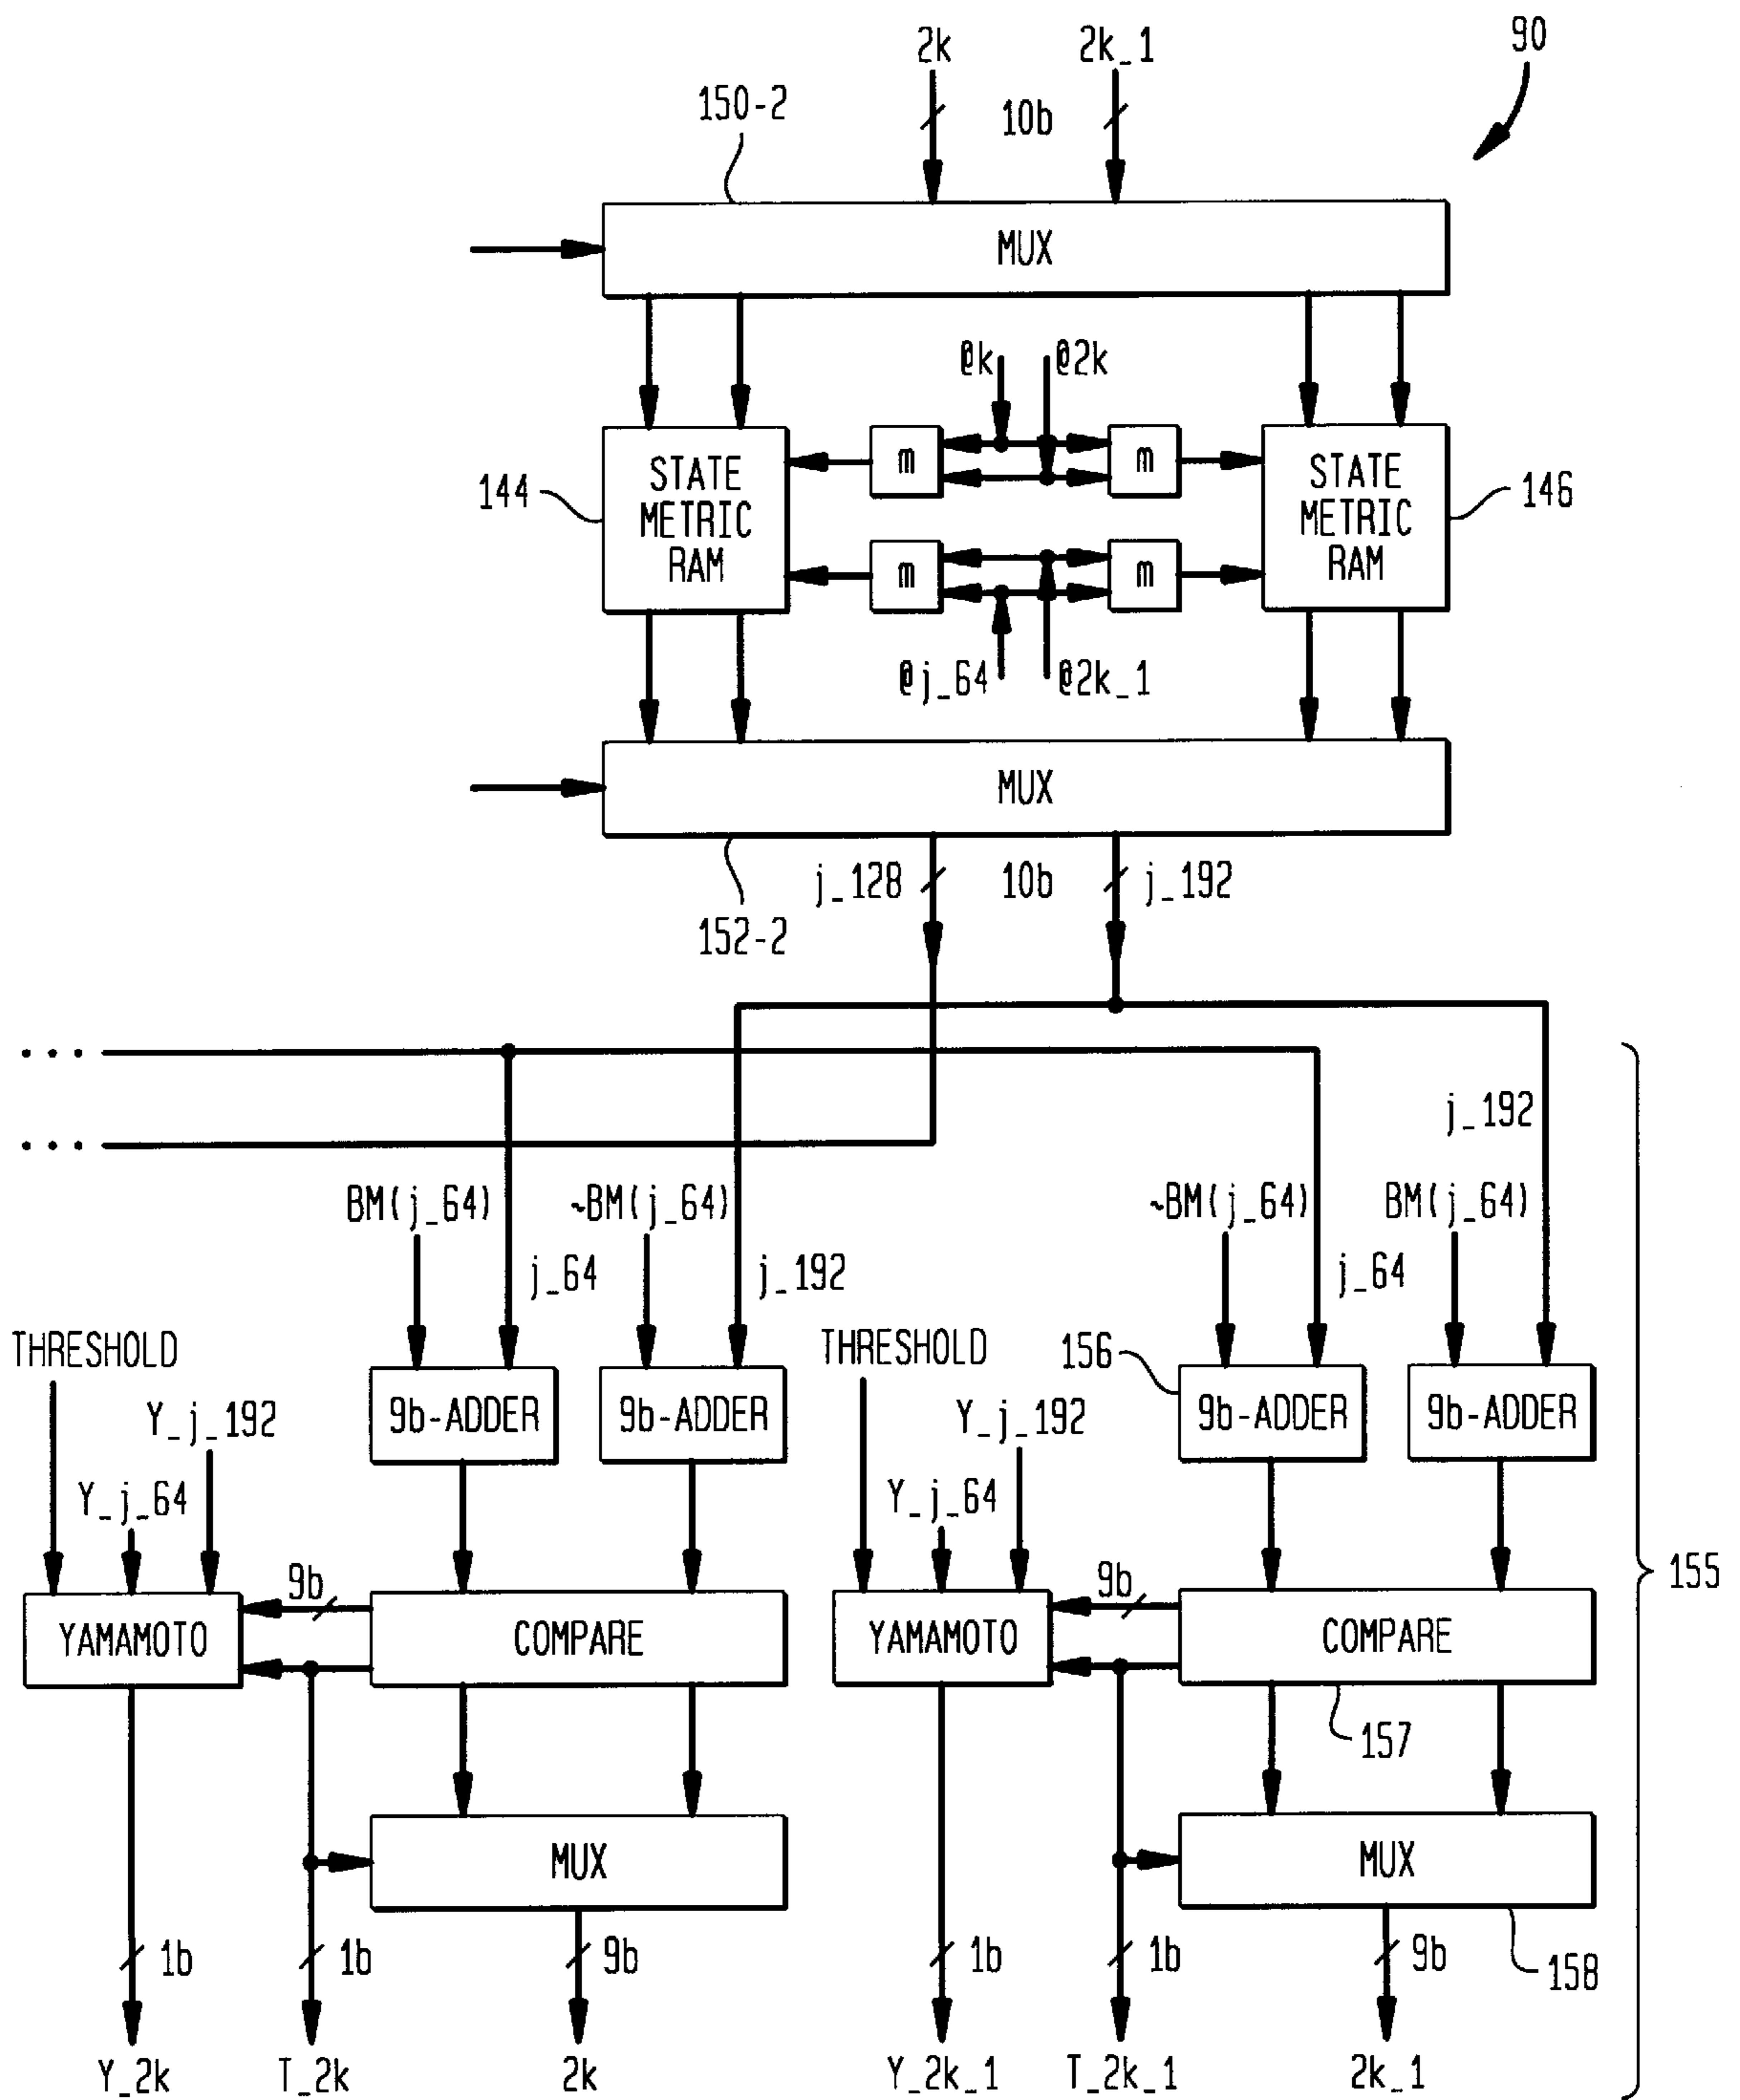 90
2k
2k_1
150-2
10b
MUX
@k
@2k
144
STATE
METRIC
RAM
m
m
STATE
METRIC
RAM
146
m
m
@j_64
@2k_1
MUX
j_128
10b
j_192
152-2
. . .
. . .
j_192
BM(j_64)
~BM(j_64)
~BM(j_64)
BM(j_64)
j_64
j_192
j_64
THRESHOLD
THRESHOLD
156
9b-ADDER
9b-ADDER
9b-ADDER
9b-ADDER
Y_j_192
Y_j_192
Y_j_64
Y_j_64
9b
9b
155
YAMAMOTO
COMPARE
YAMAMOTO
COMPARE
157
MUX
MUX
1b
1b
9b
1b
1b
9b
158
Y_2k
T_2k
2k
Y_2k_1
T_2k_1
2k_1